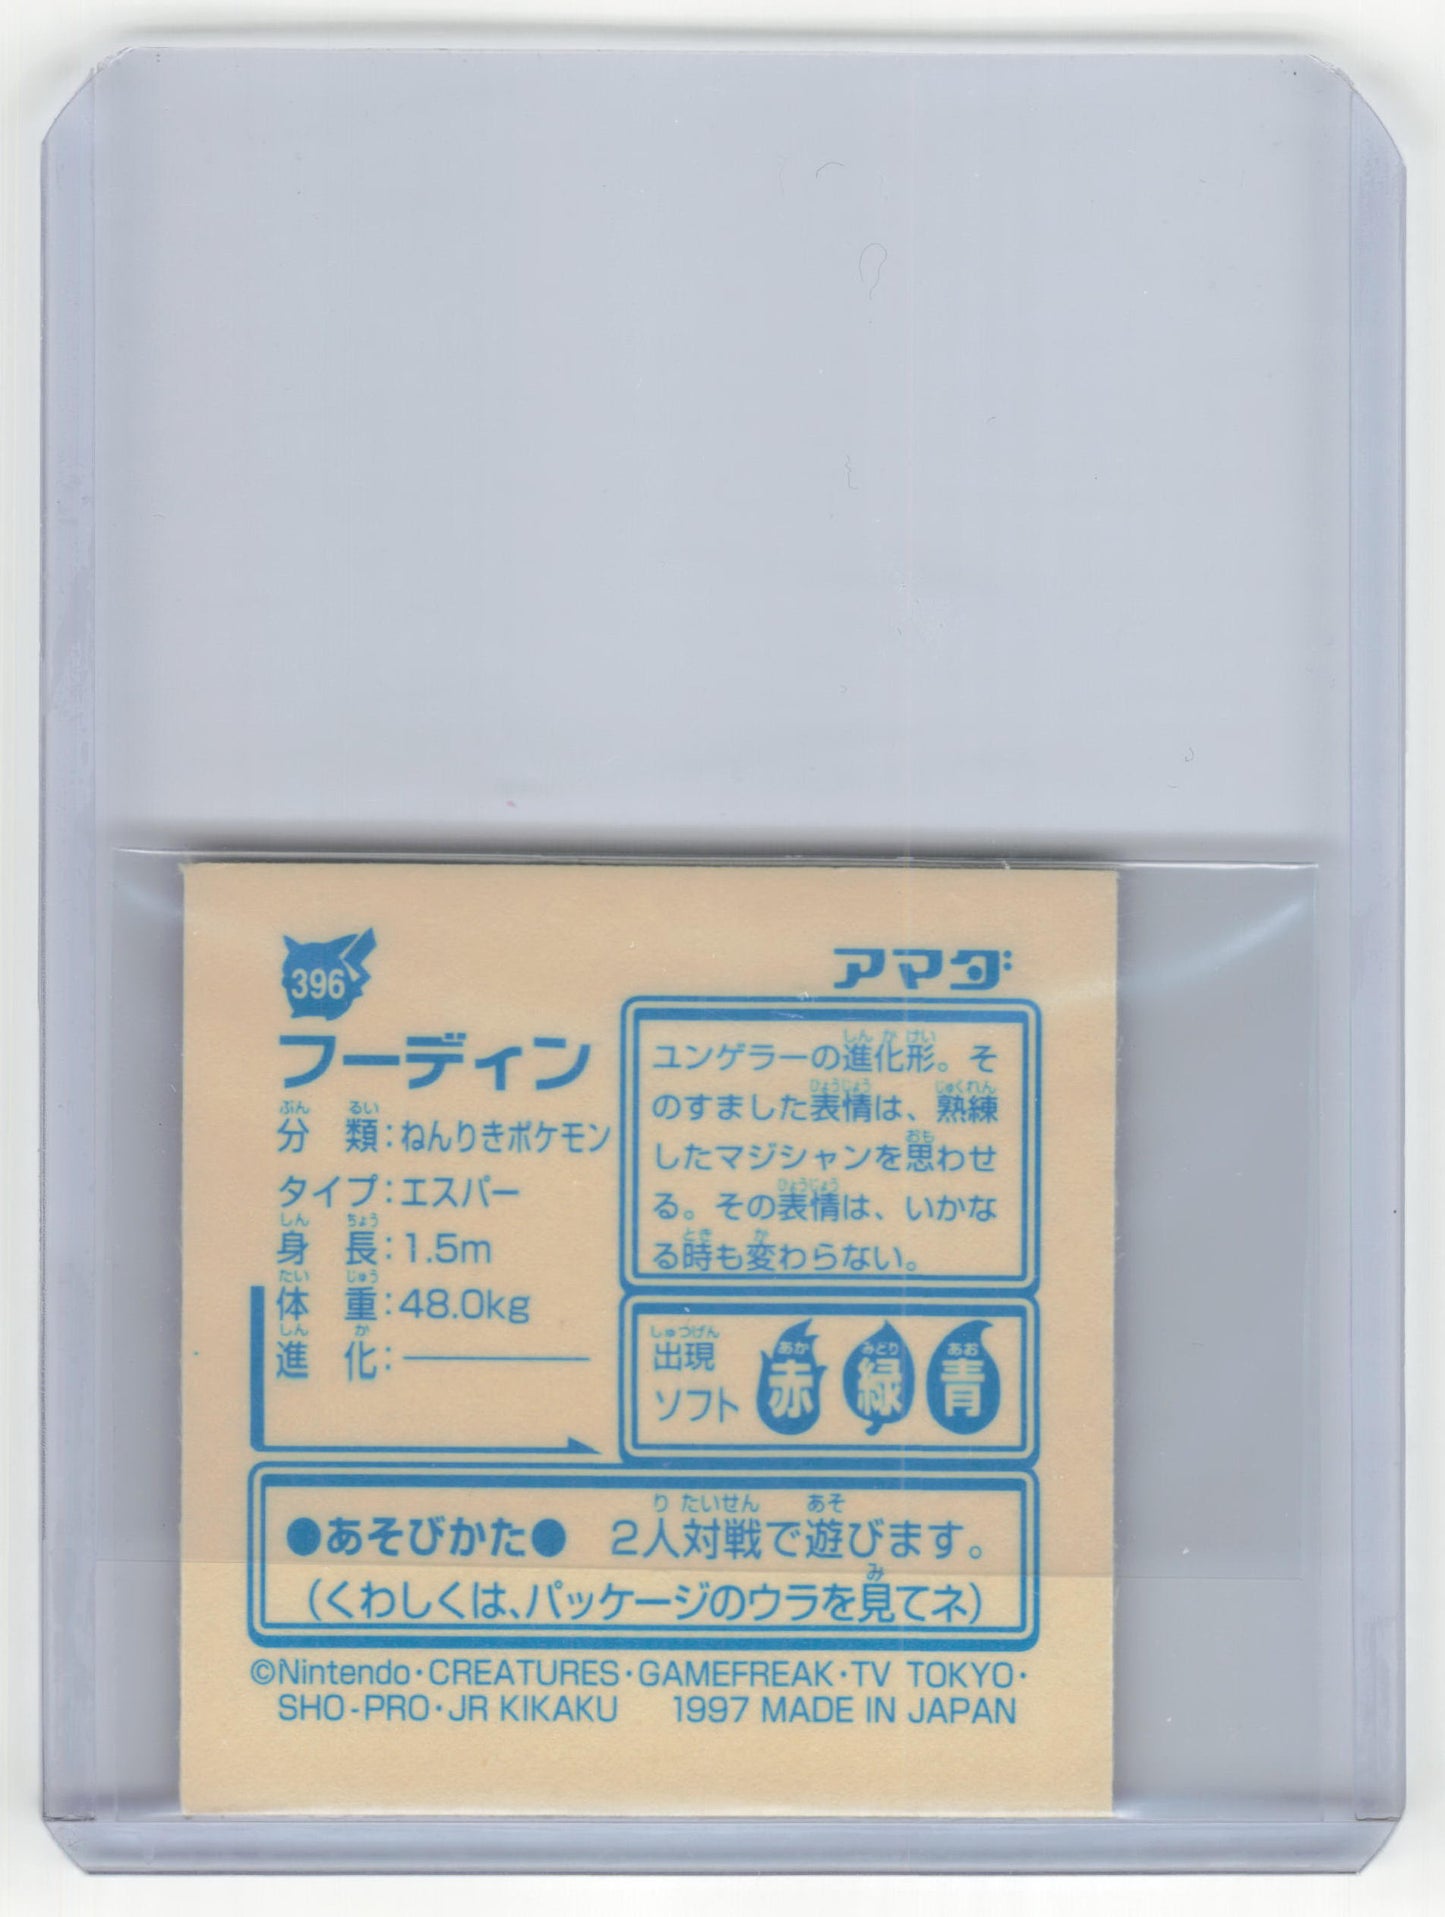 396
アマダ
フーディン
分類:ねんりきポケモン
タイプ:エスパー
身長:1.5m
体重:48.0kg
進化:―
ユンゲラーの進化形。そ
のすました表情は、熟練
したマジシャンを思わせ
る。その表情は、いかな
る時も変わらない。
出現
ソフト
赤 緑 青
●あそびかた● 2人対戦で遊びます。
(くわしくは、パッケージのウラを見てネ)
©Nintendo・CREATURES・GAMEFREAK・TV TOKYO・
SHO-PRO・JR KIKAKU 1997 MADE IN JAPAN